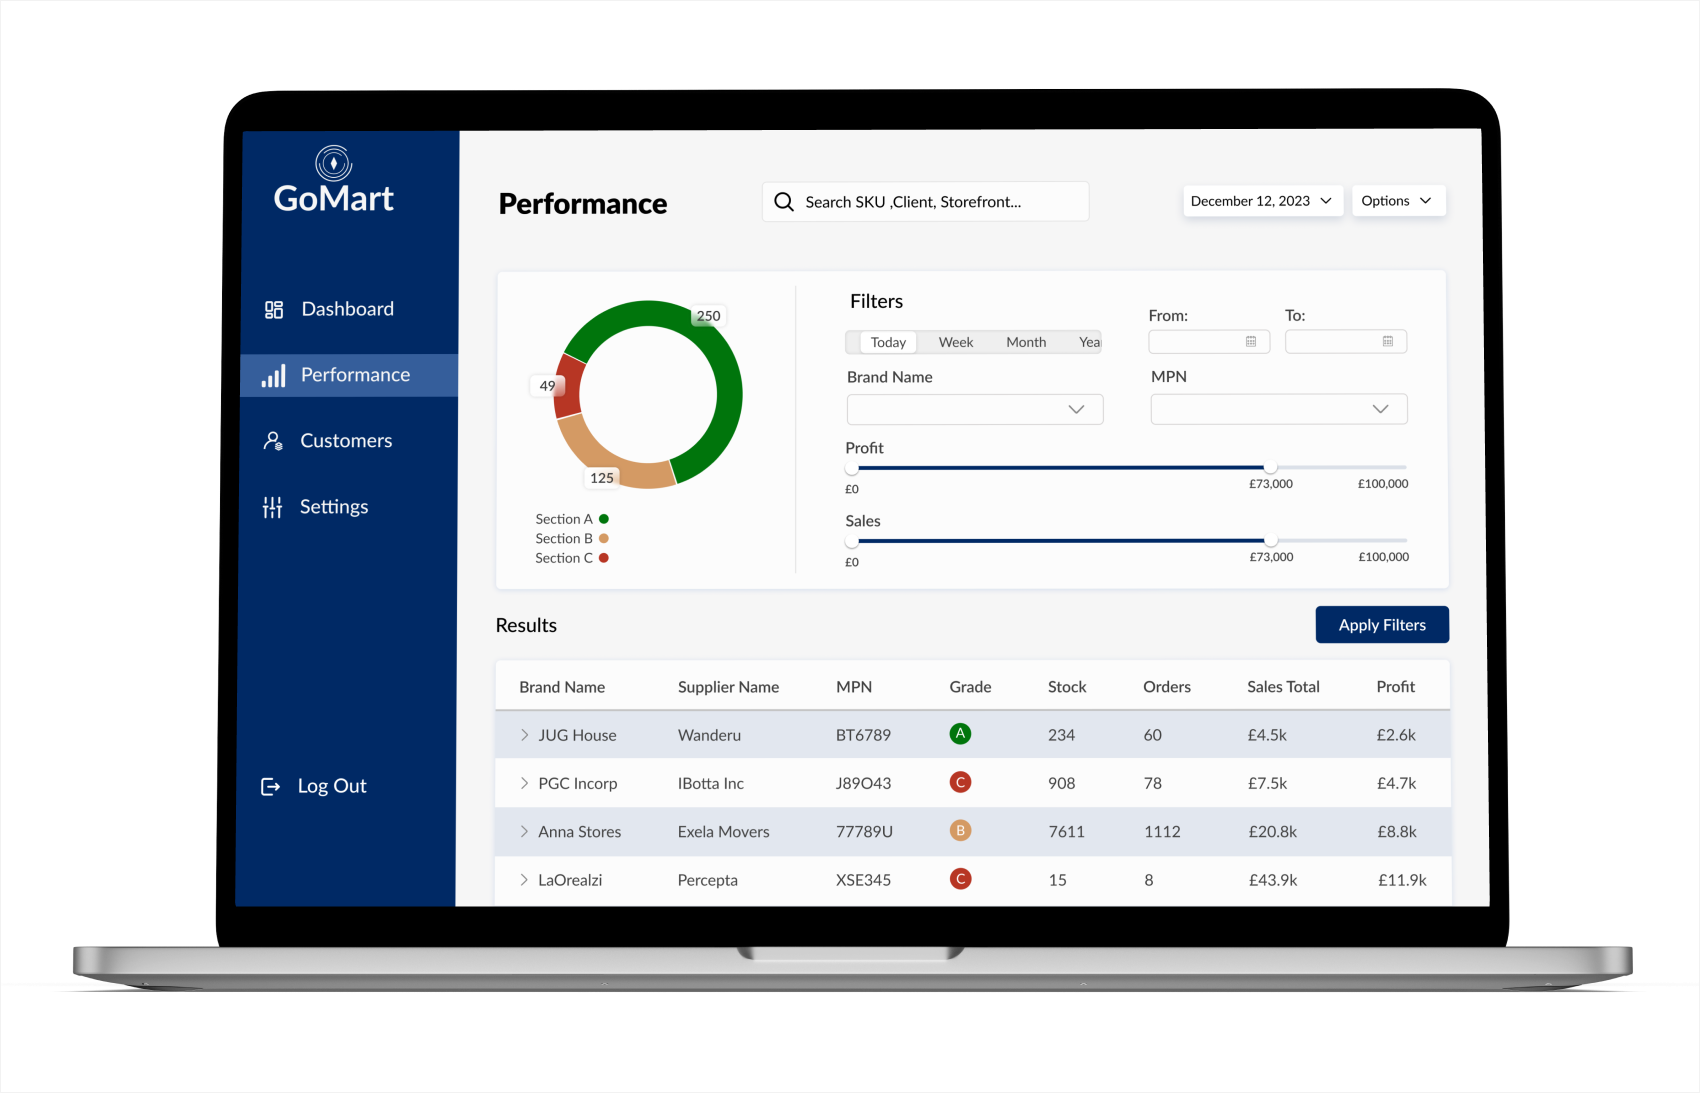 GoMart
Dashboard
Performance
Customers
Settings
Log Out
Performance
Search SKU ,Client, Storefront...
December 12, 2023
Options
250
49
125
Section A
Section B
Section C
Filters
Today Week Month Yea
From: To:
Brand Name MPN
Profit
£0 £73,000 £100,000
Sales
£0 £73,000 £100,000
Results
Apply Filters
Brand Name Supplier Name MPN Grade Stock Orders Sales Total Profit
JUG House Wanderu BT6789 A 234 60 £4.5k £2.6k
PGC Incorp IBotta Inc J89O43 C 908 78 £7.5k £4.7k
Anna Stores Exela Movers 77789U B 7611 1112 £20.8k £8.8k
LaOrealzi Percepta XSE345 C 15 8 £43.9k £11.9k